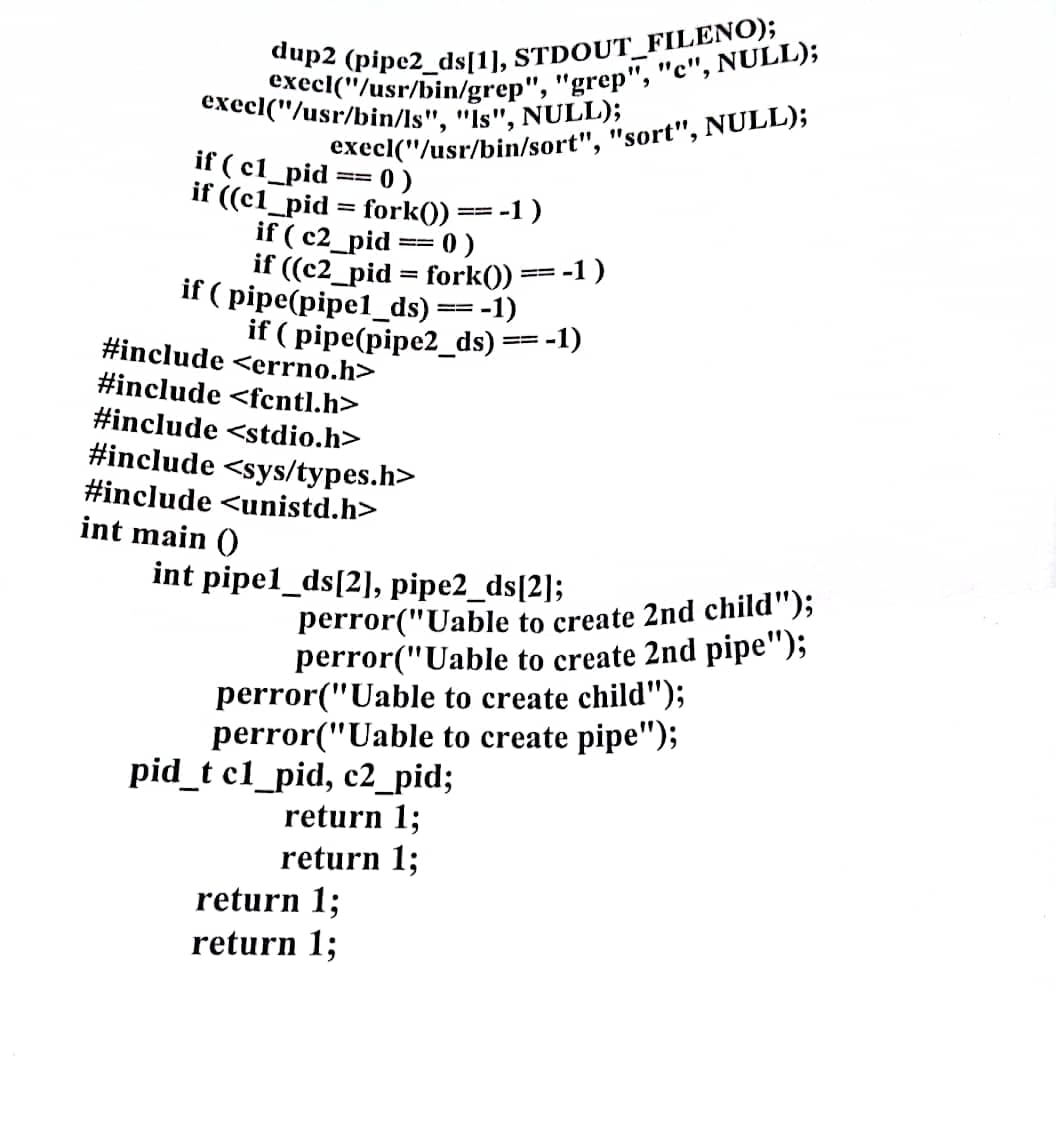 dup2 (pipe2_ds[1], STDOUT_FILENO);
execl("/usr/bin/grep", "grep", "c", NULL);
execl("/usr/bin/ls", "ls", NULL);
execl("/usr/bin/sort", "sort", NULL);
if ( c1_pid == 0 )
if ((c1_pid = fork()) == -1 )
if ( c2_pid == 0 )
if ((c2_pid = fork()) == -1 )
if ( pipe(pipe1_ds) == -1)
if ( pipe(pipe2_ds) == -1)
#include <errno.h>
#include <fcntl.h>
#include <stdio.h>
#include <sys/types.h>
#include <unistd.h>
int main ()
int pipe1_ds[2], pipe2_ds[2];
perror("Uable to create 2nd child");
perror("Uable to create 2nd pipe");
perror("Uable to create child");
perror("Uable to create pipe");
pid_t c1_pid, c2_pid;
return 1;
return 1;
return 1;
return 1;